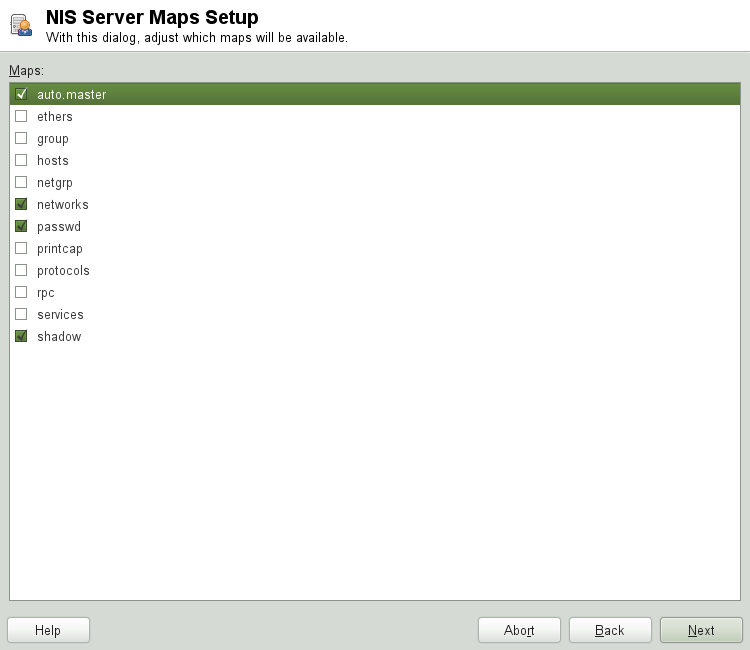 NIS Server Maps Setup
With this dialog, adjust which maps will be available.
Maps:
auto.master
ethers
group
hosts
netgrp
networks
passwd
printcap
protocols
rpc
services
shadow
Help Abort Back Next